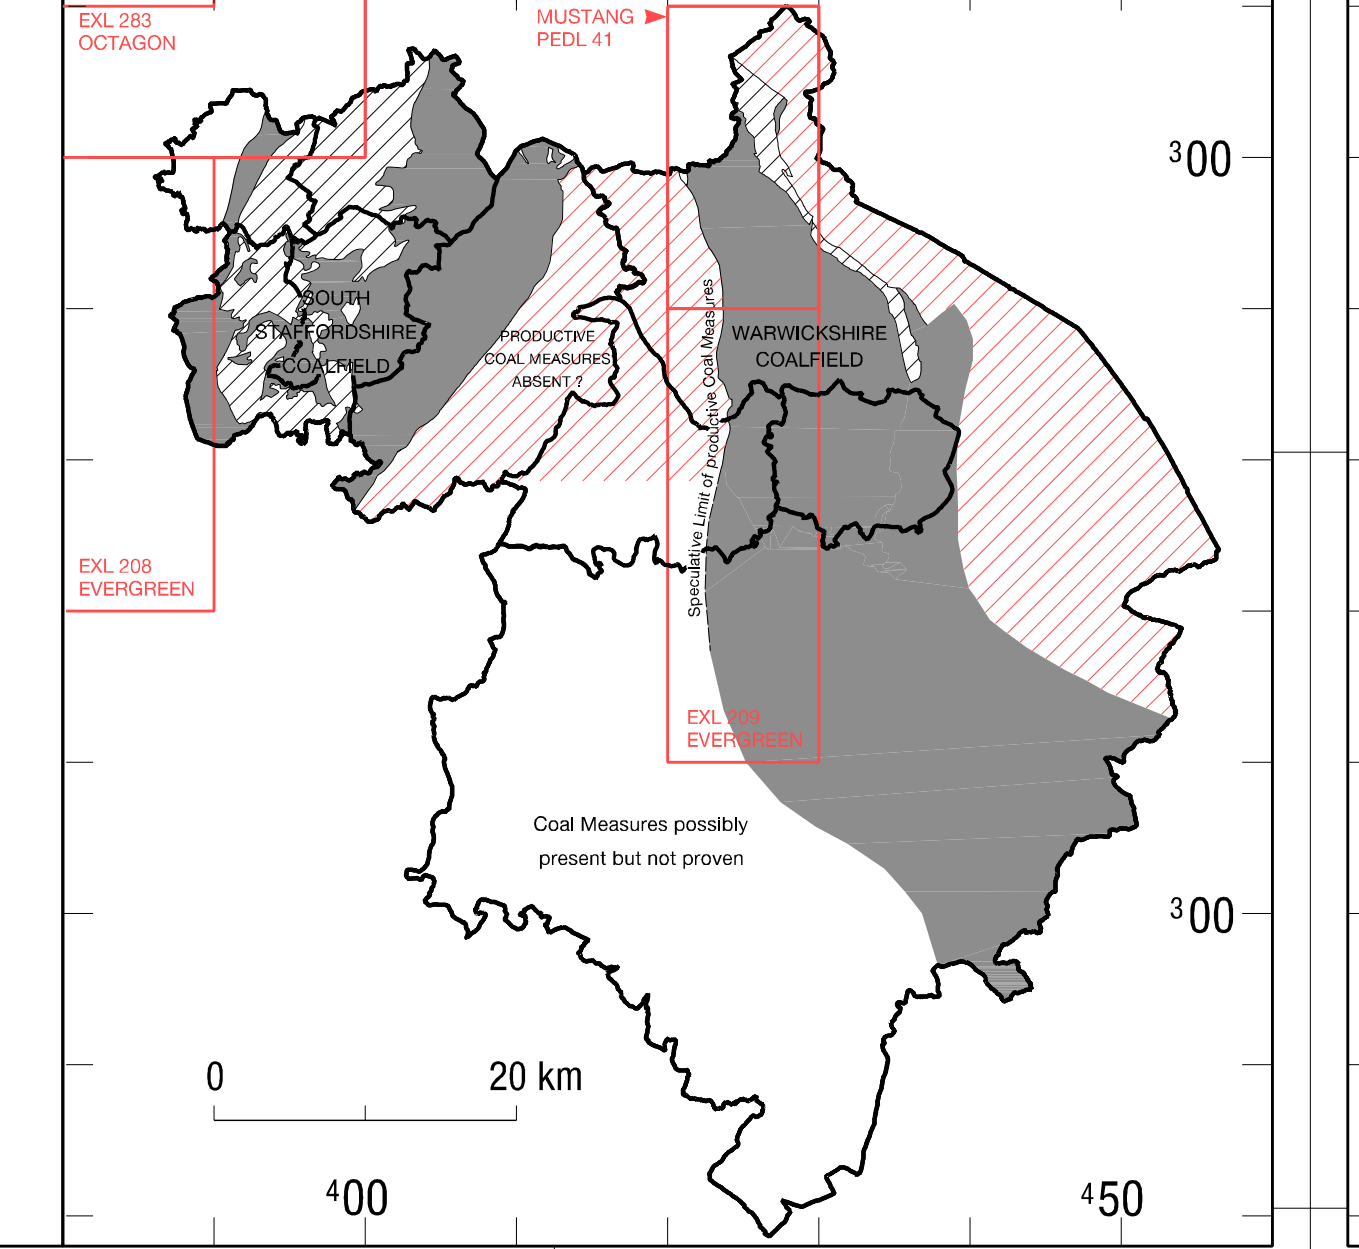 EXL 283
OCTAGON
MUSTANG
PEDL 41
³00
SOUTH
STAFFORDSHIRE
COALFIELD
PRODUCTIVE
COAL MEASURES
ABSENT ?
WARWICKSHIRE
COALFIELD
Speculative Limit of productive Coal Measures
EXL 208
EVERGREEN
EXL 209
EVERGREEN
Coal Measures possibly
present but not proven
³00
0 20 km
⁴00 ⁴50